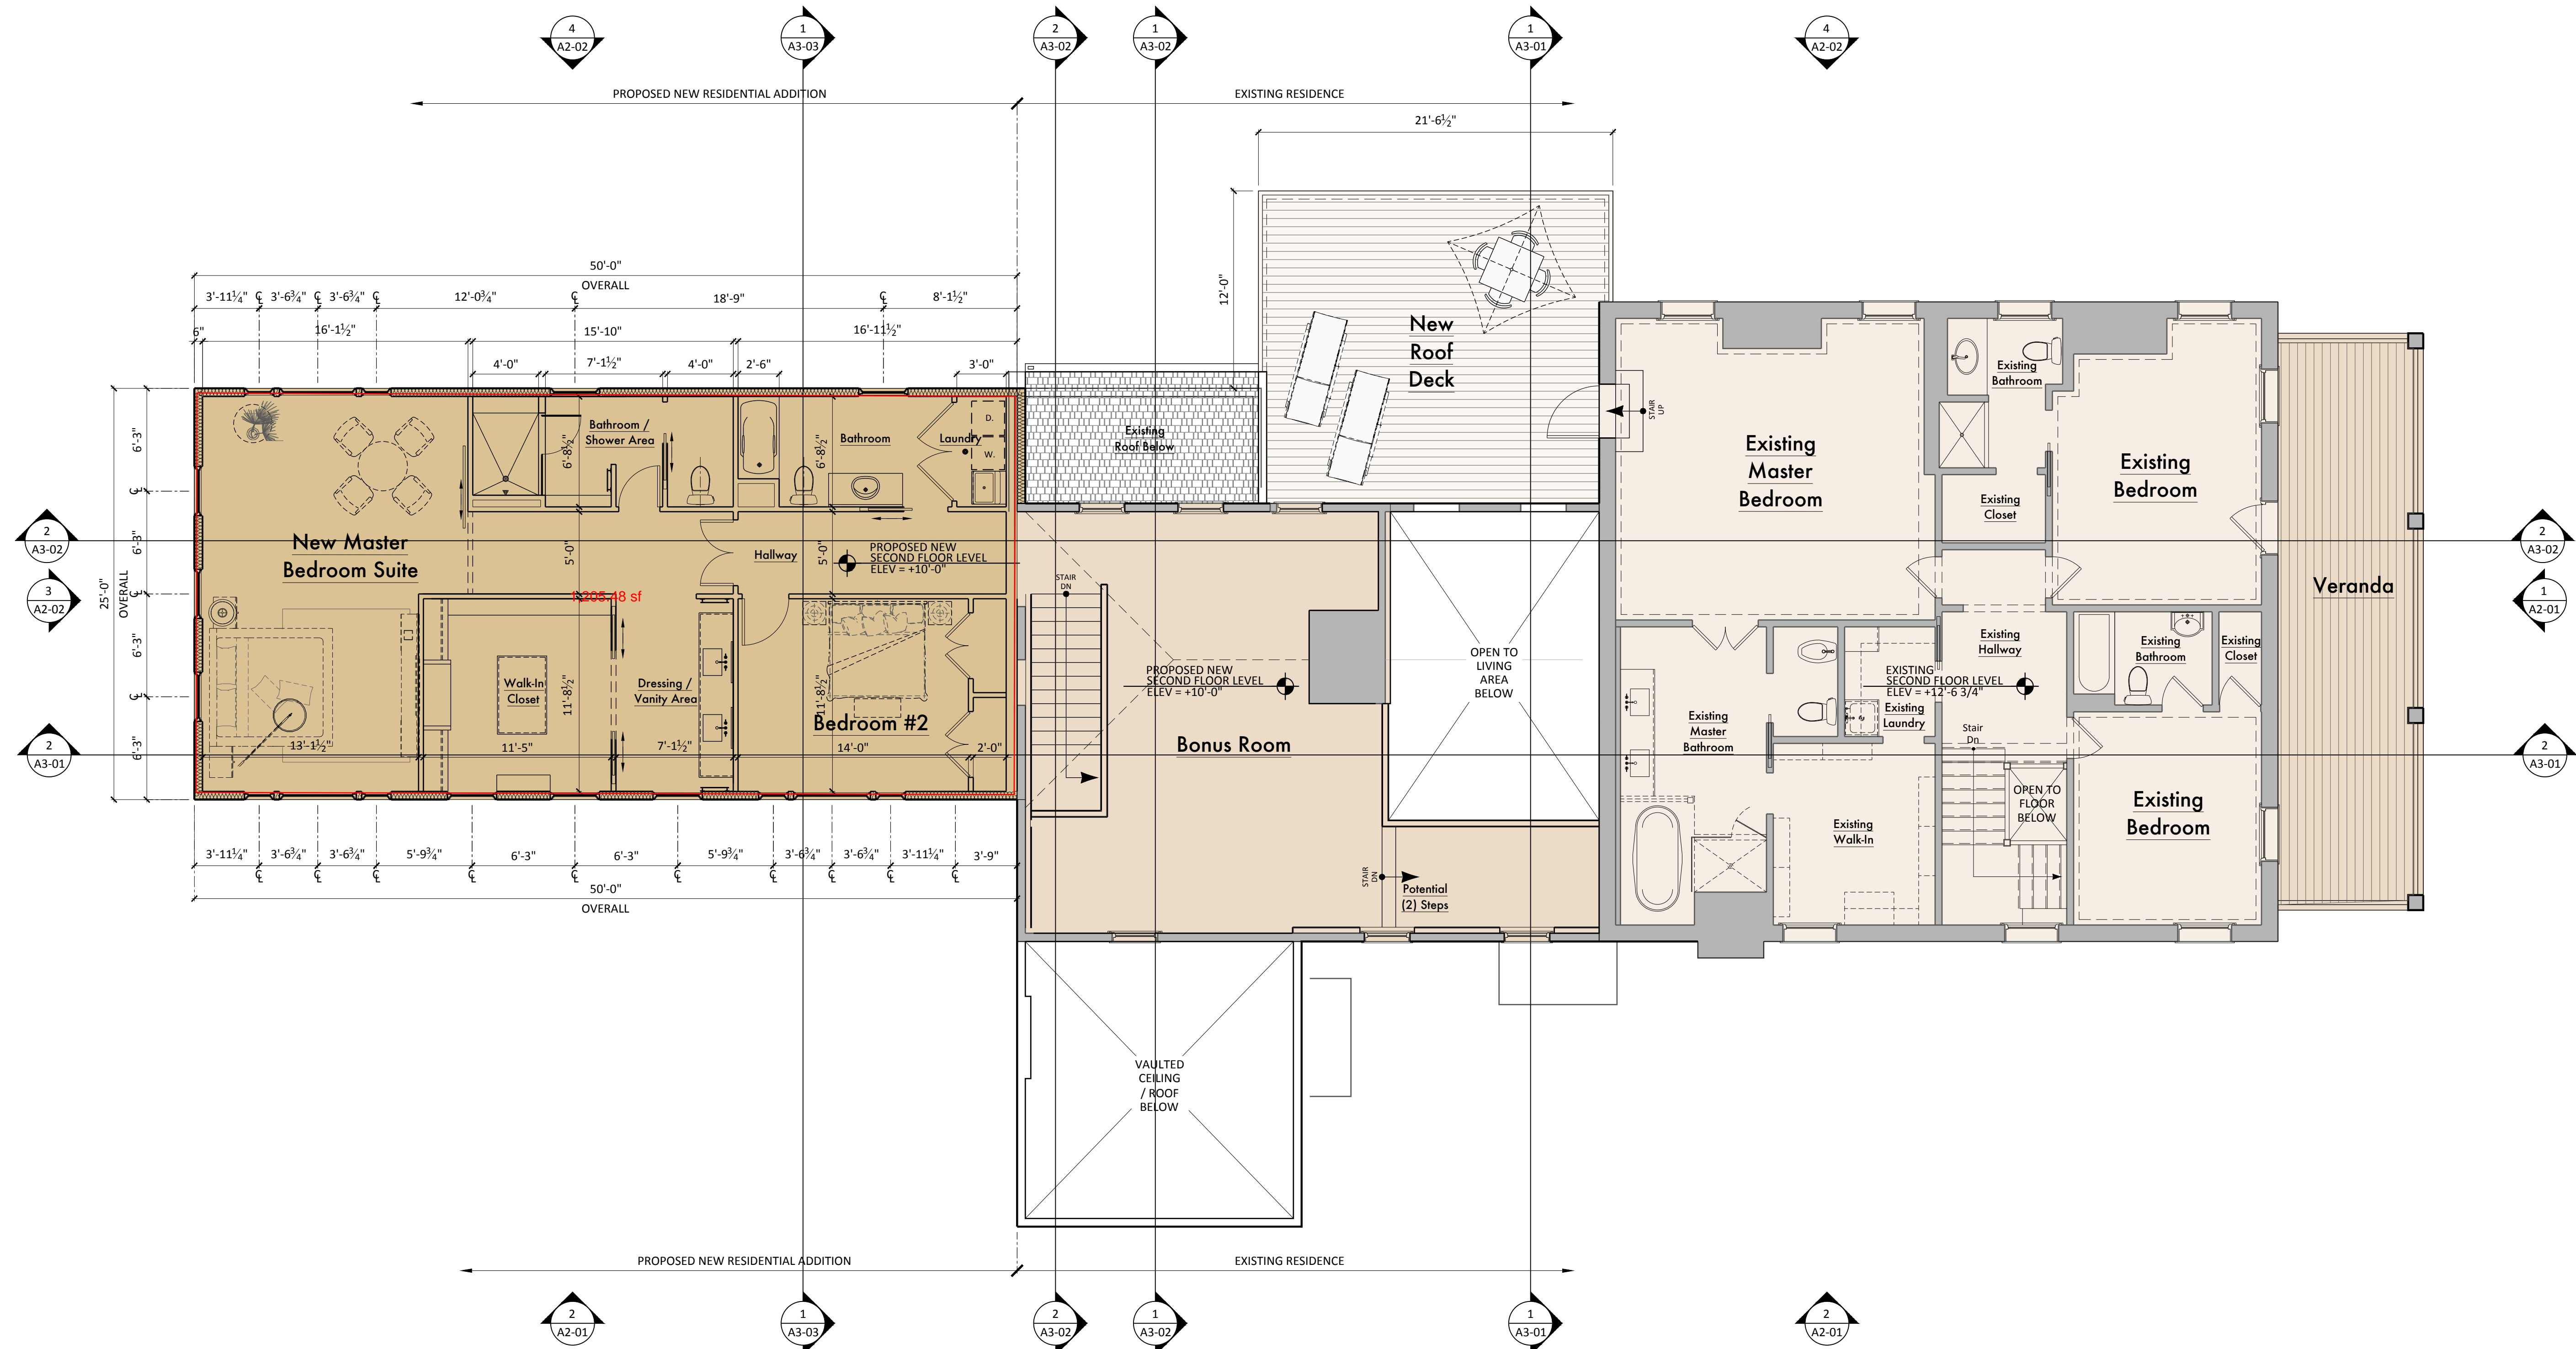 4
A2-02
1
A3-03
2
A3-02
1
A3-02
1
A3-01
4
A2-02
PROPOSED NEW RESIDENTIAL ADDITION
EXISTING RESIDENCE
21'-6½"
12'-0"
50'-0"
OVERALL
3'-11¼"
3'-6¾"
3'-6¾"
12'-0¾"
18'-9"
8'-1½"
6"
16'-1½"
15'-10"
16'-11½"
4'-0"
7'-1½"
4'-0"
2'-6"
3'-0"
25'-0"
OVERALL
6'-3"
6'-3"
6'-3"
6'-3"
Bathroom /
Shower Area
6'-8½"
Bathroom
6'-8½"
Laundry
D.
W.
New Master
Bedroom Suite
5'-0"
Hallway
5'-0"
PROPOSED NEW
SECOND FLOOR LEVEL
ELEV = +10'-0"
Walk-In
Closet
11'-8½"
Dressing /
Vanity Area
11'-8½"
Bedroom #2
13'-1½"
11'-5"
7'-1½"
14'-0"
2'-0"
3'-11¼"
3'-6¾"
3'-6¾"
5'-9¾"
6'-3"
6'-3"
5'-9¾"
3'-6¾"
3'-6¾"
3'-11¼"
3'-9"
50'-0"
OVERALL
New
Roof
Deck
Existing
Roof Below
STAIR
UP
STAIR
DN
PROPOSED NEW
SECOND FLOOR LEVEL
ELEV = +10'-0"
Bonus Room
OPEN TO
LIVING
AREA
BELOW
STAIR
DN
Potential
(2) Steps
VAULTED
CEILING
/ ROOF
BELOW
Existing
Master
Bedroom
Existing
Bathroom
Existing
Closet
Existing
Bedroom
Veranda
Existing
Hallway
Existing
Bathroom
Existing
Closet
EXISTING
SECOND FLOOR LEVEL
ELEV = +12'-6 3/4"
Existing
Laundry
Existing
Master
Bathroom
Stair
Dn
OPEN TO
FLOOR
BELOW
Existing
Walk-In
Existing
Bedroom
2
A3-02
3
A2-02
2
A3-01
2
A3-02
1
A2-01
2
A3-01
PROPOSED NEW RESIDENTIAL ADDITION
EXISTING RESIDENCE
2
A2-01
1
A3-03
2
A3-02
1
A3-02
1
A3-01
2
A2-01